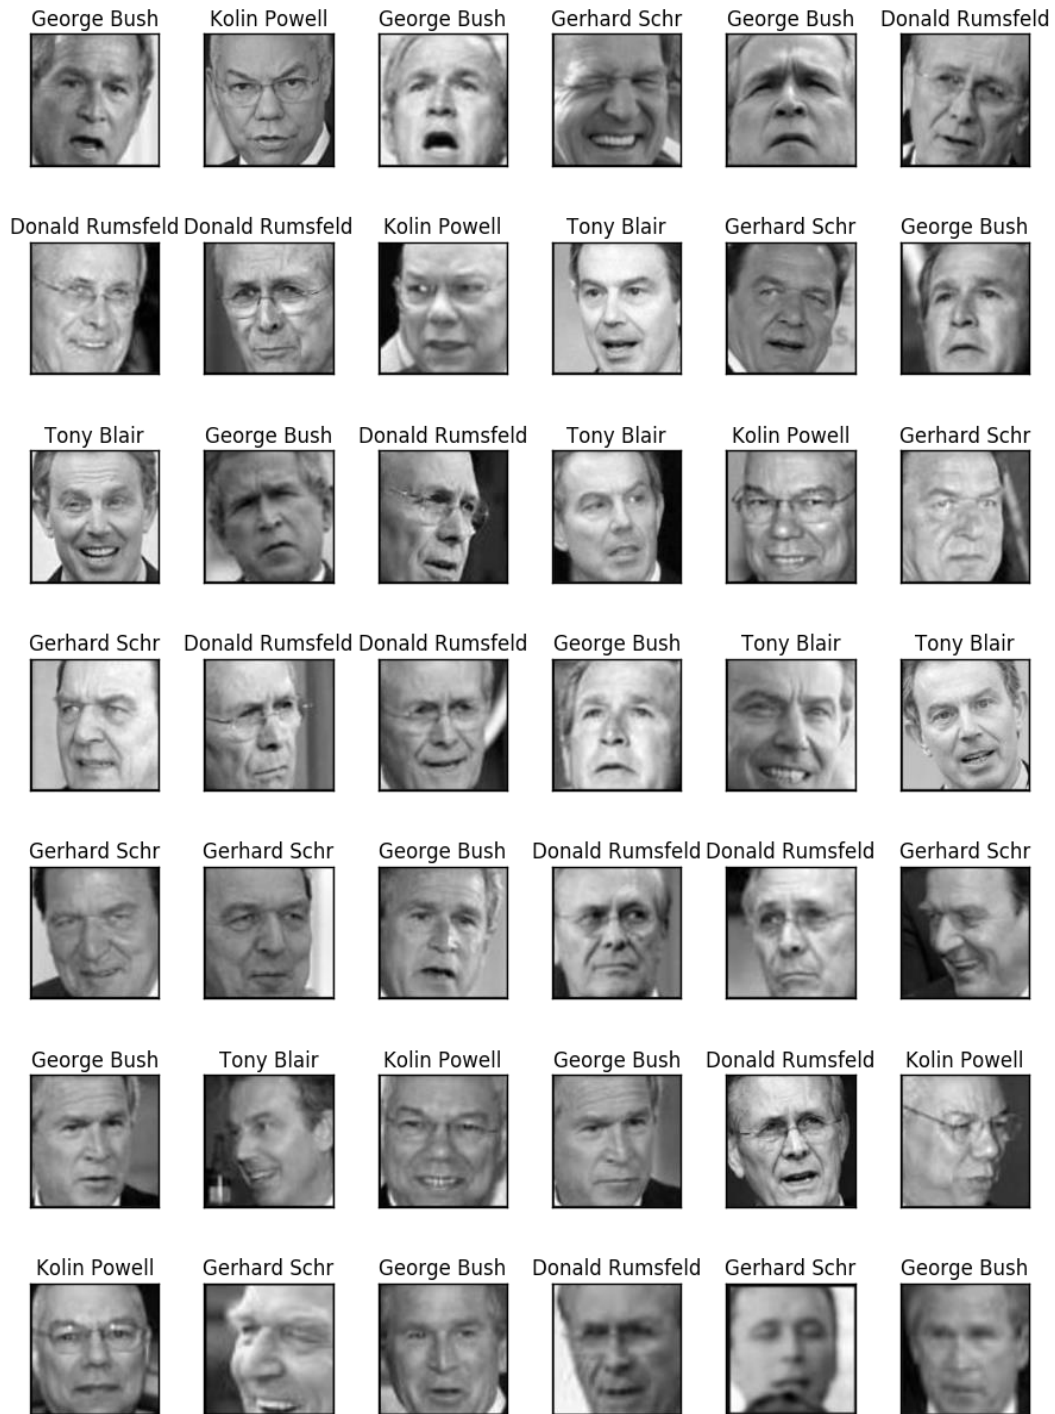 George Bush Kolin Powell George Bush Gerhard Schr George Bush Donald Rumsfeld
Donald Rumsfeld Donald Rumsfeld Kolin Powell Tony Blair Gerhard Schr George Bush
Tony Blair George Bush Donald Rumsfeld Tony Blair Kolin Powell Gerhard Schr
Gerhard Schr Donald Rumsfeld Donald Rumsfeld George Bush Tony Blair Tony Blair
Gerhard Schr Gerhard Schr George Bush Donald Rumsfeld Donald Rumsfeld Gerhard Schr
George Bush Tony Blair Kolin Powell George Bush Donald Rumsfeld Kolin Powell
Kolin Powell Gerhard Schr George Bush Donald Rumsfeld Gerhard Schr George Bush